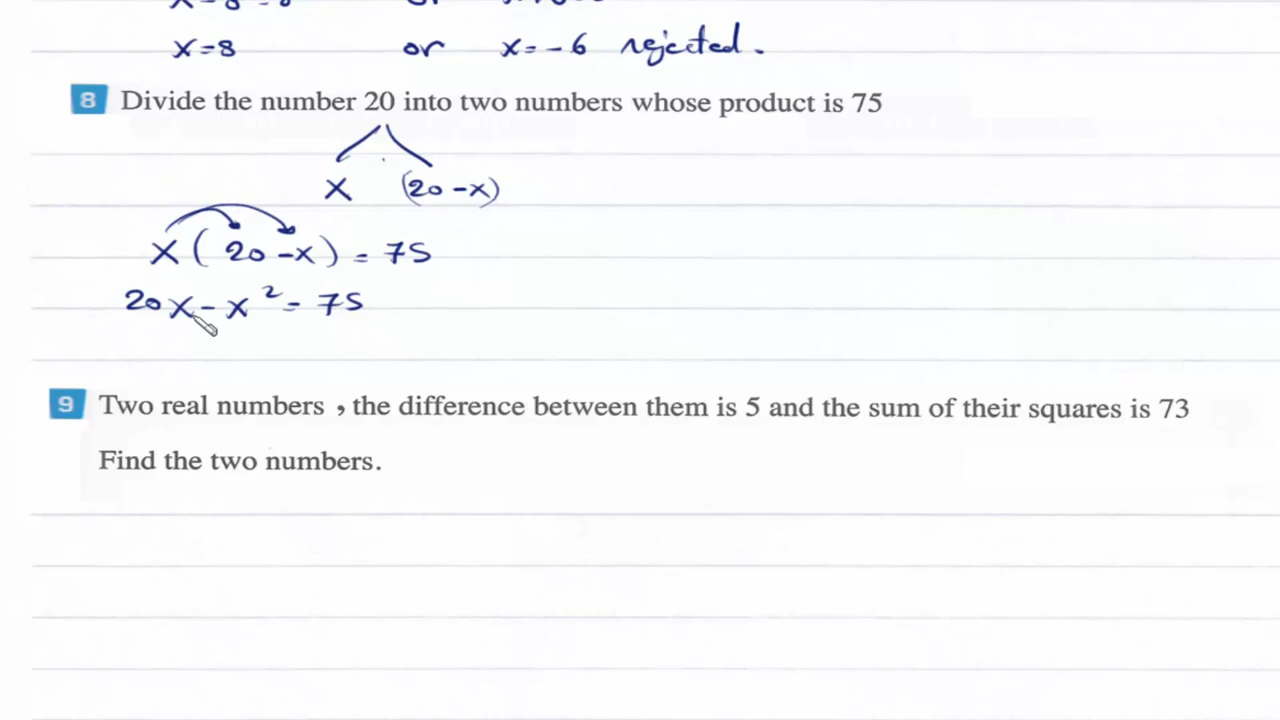 x=8 or x=-6 rejected.
8 Divide the number 20 into two numbers whose product is 75
x (20-x)
x(20-x)=75
20x-x²=75
9 Two real numbers, the difference between them is 5 and the sum of their squares is 73
Find the two numbers.